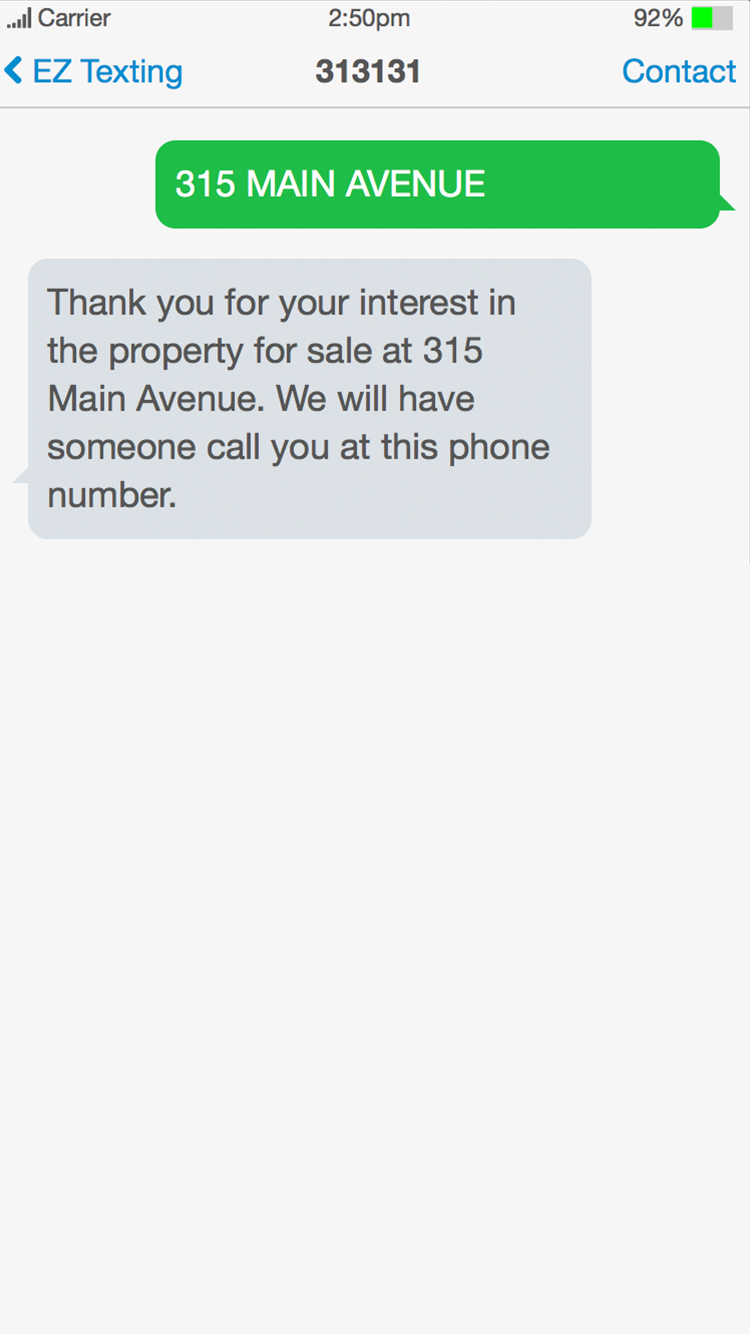 Carrier 2:50pm 92%
EZ Texting 313131 Contact
315 MAIN AVENUE
Thank you for your interest in
the property for sale at 315
Main Avenue. We will have
someone call you at this phone
number.